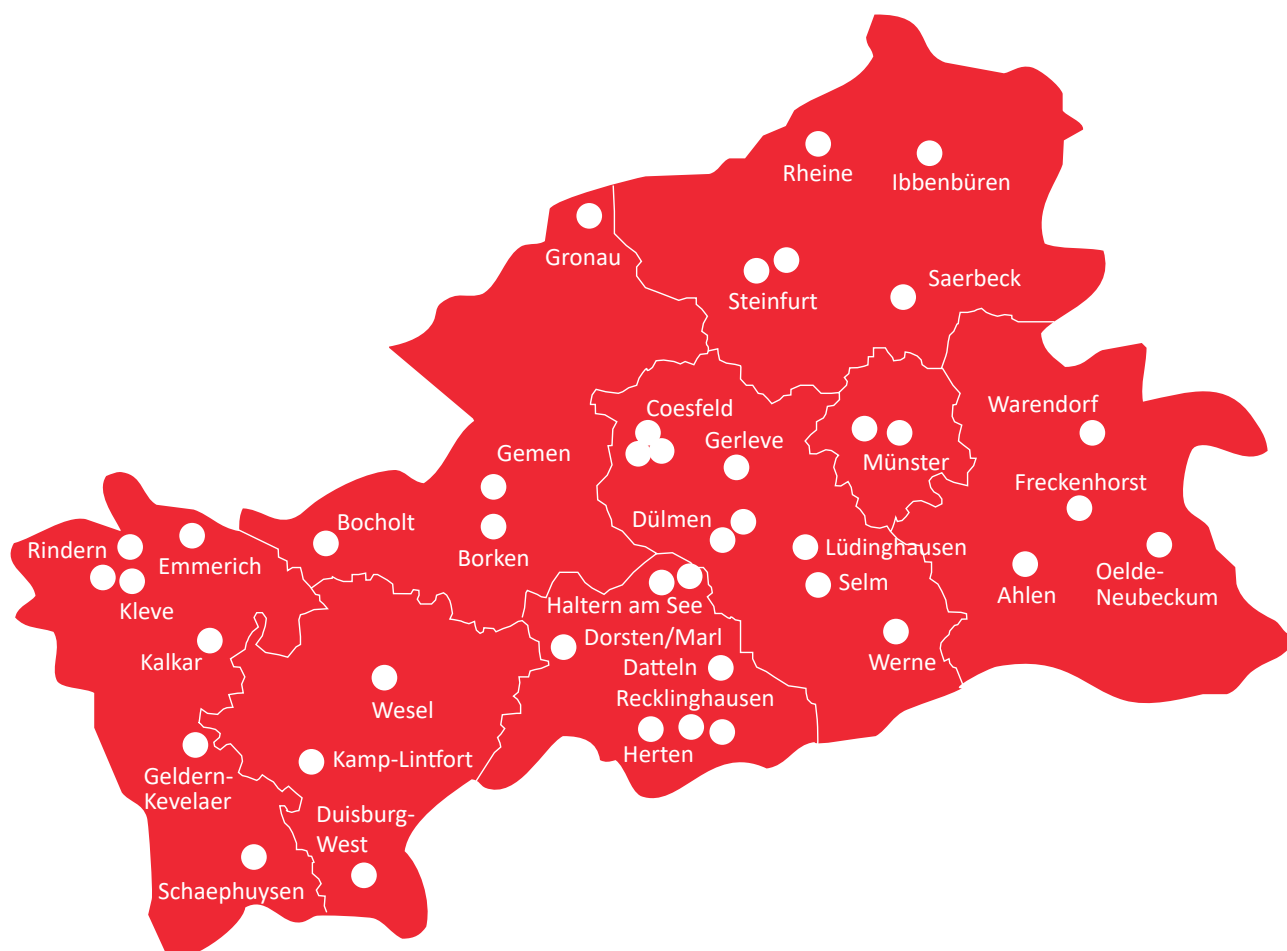 Rheine
Ibbenbüren
Gronau
Steinfurt
Saerbeck
Coesfeld
Gerleve
Warendorf
Münster
Gemen
Freckenhorst
Bocholt
Dülmen
Rindern
Emmerich
Borken
Lüdinghausen
Oelde-
Neubeckum
Selm
Ahlen
Kleve
Haltern am See
Dorsten/Marl
Kalkar
Datteln
Werne
Wesel
Recklinghausen
Herten
Kamp-Lintfort
Geldern-
Kevelaer
Duisburg-
West
Schaephuysen